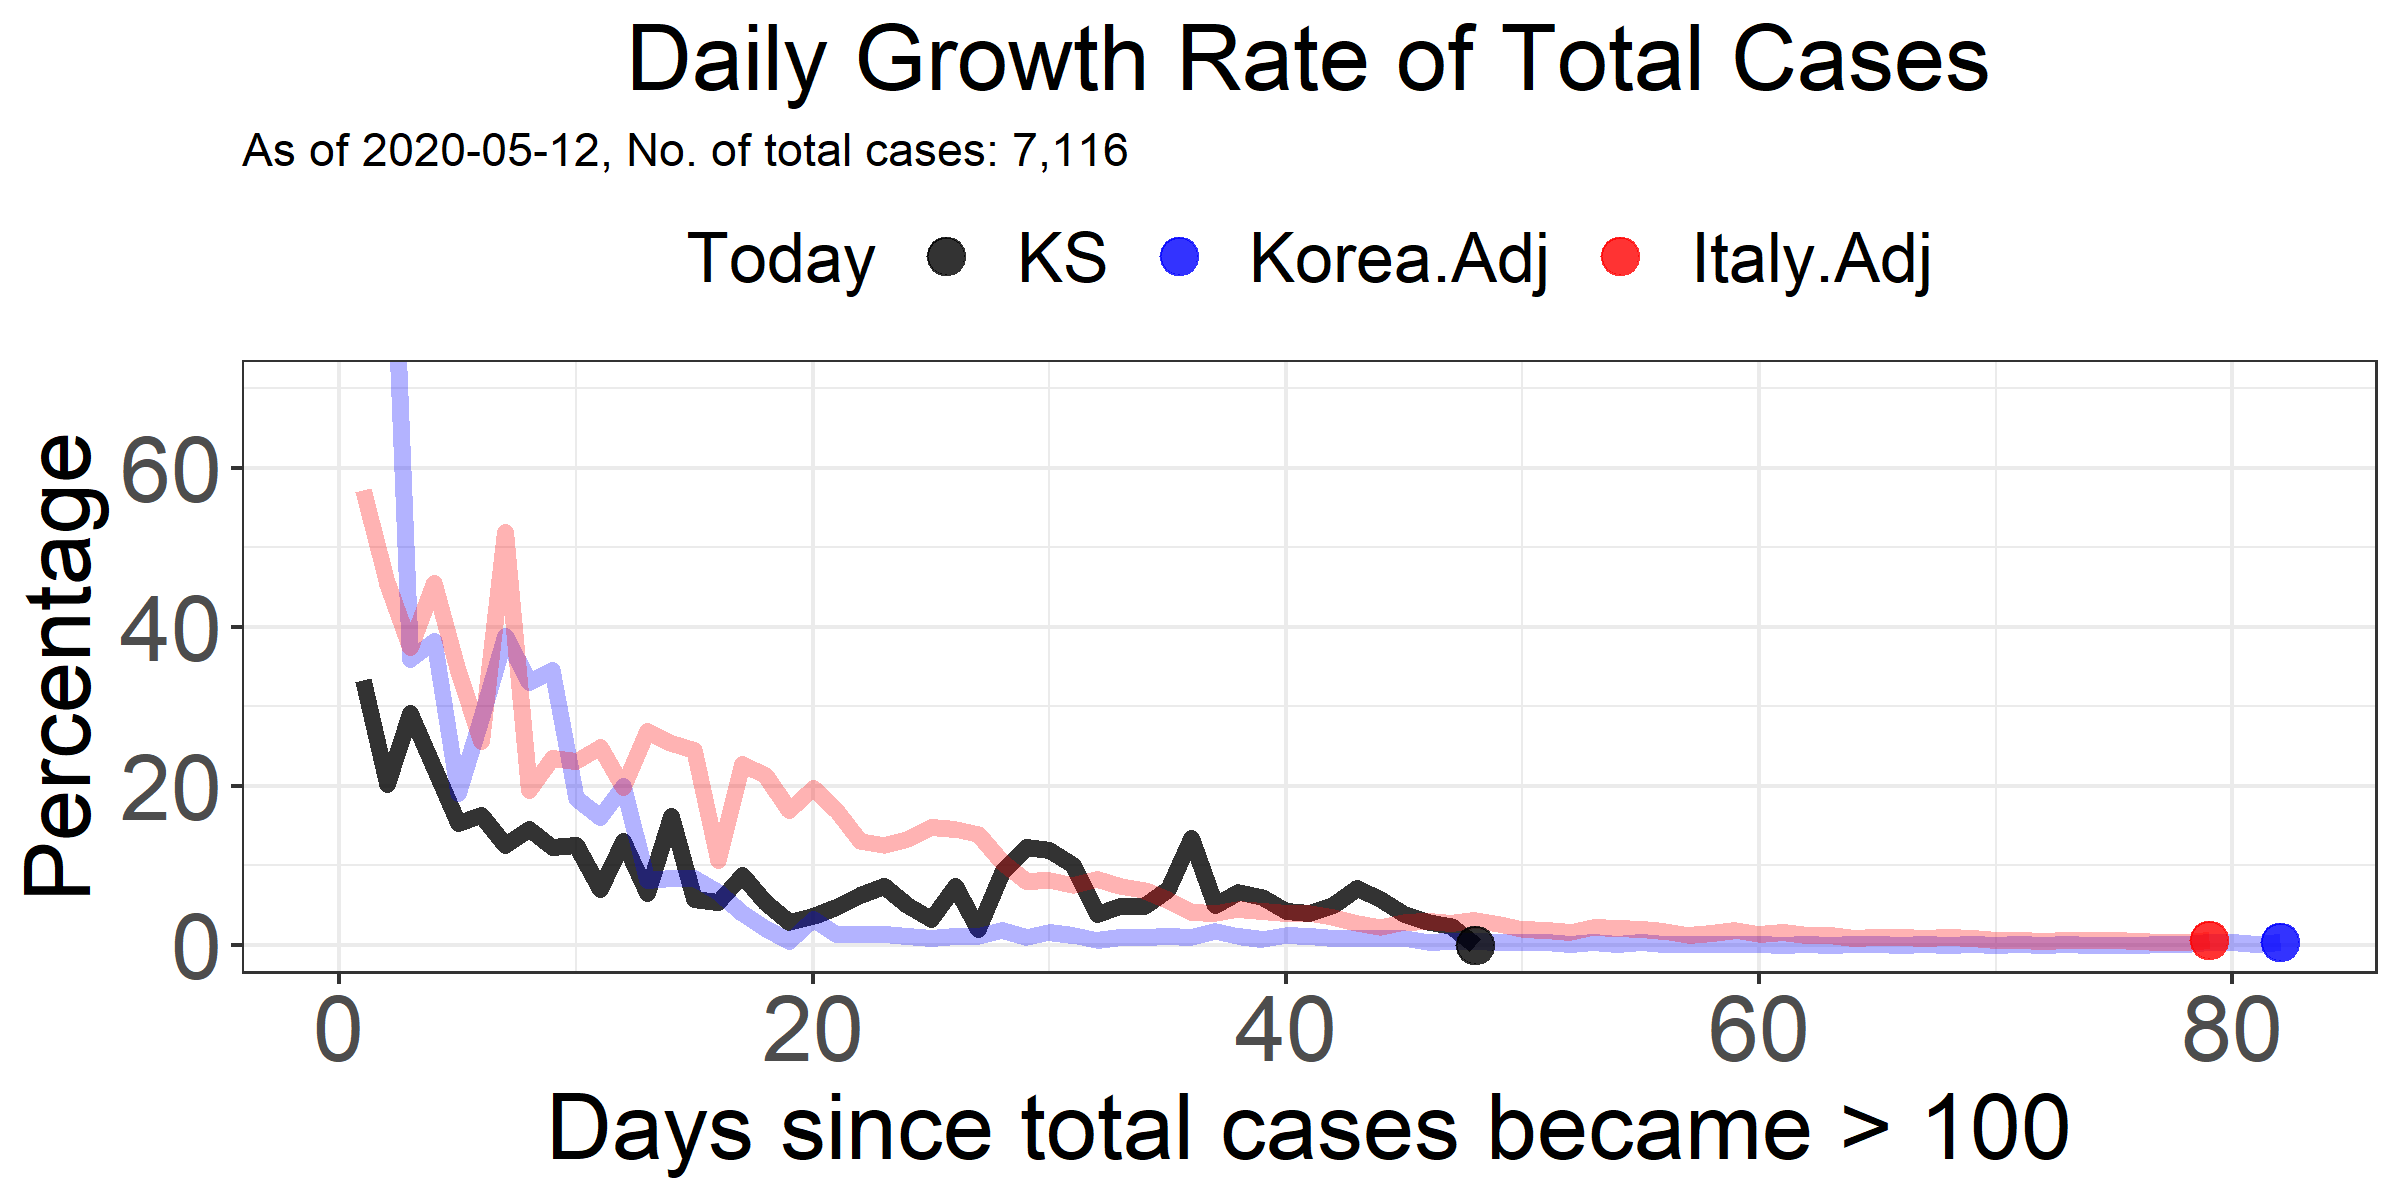 Daily Growth Rate of Total Cases
As of 2020-05-12, No. of total cases: 7,116
Today KS Korea.Adj Italy.Adj
Percentage
60
40
20
0
0 20 40 60 80
Days since total cases became > 100